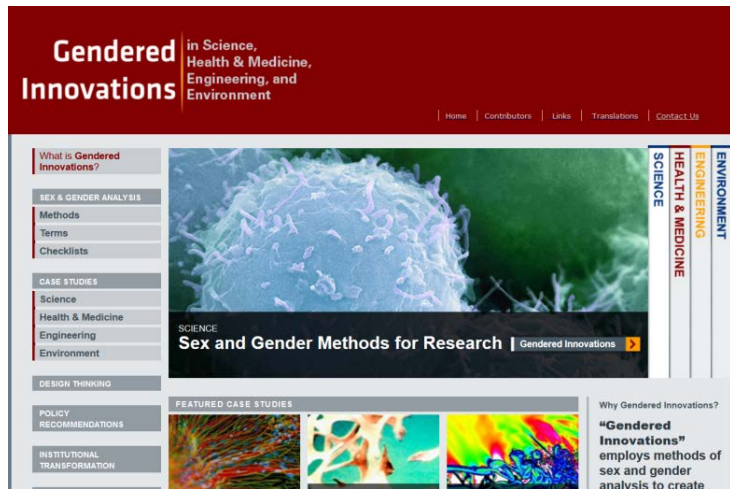 Gendered
Innovations
in Science,
Health & Medicine,
Engineering, and
Environment
Home
Contributors
Links
Translations
Contact Us
What is Gendered
Innovations?
SEX & GENDER ANALYSIS
Methods
Terms
Checklists
CASE STUDIES
Science
Health & Medicine
Engineering
Environment
DESIGN THINKING
POLICY
RECOMMENDATIONS
INSTITUTIONAL
TRANSFORMATION
SCIENCE
Sex and Gender Methods for Research
Gendered Innovations
SCIENCE
HEALTH & MEDICINE
ENGINEERING
ENVIRONMENT
FEATURED CASE STUDIES
Why Gendered Innovations?
“Gendered
Innovations”
employs methods of
sex and gender
analysis to create